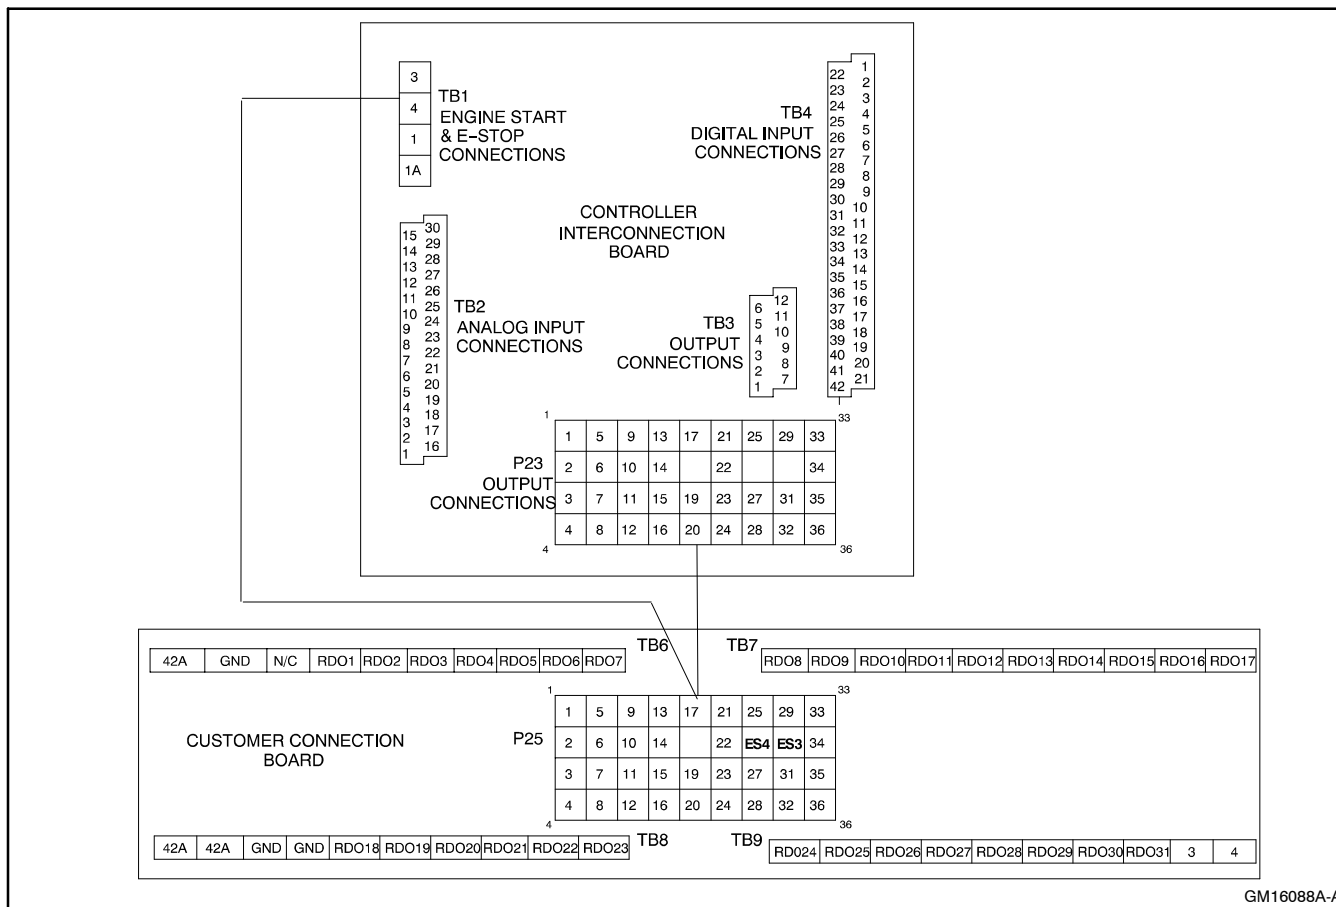 3
4
1
1A
TB1
ENGINE START
& E-STOP
CONNECTIONS
TB4
DIGITAL INPUT
CONNECTIONS
22 23 24 25 26 27 28 29 30 31 32 33 34 35 36 37 38 39 40 41 42
1 2 3 4 5 6 7 8 9 10 11 12 13 14 15 16 17 18 19 20 21
CONTROLLER
INTERCONNECTION
BOARD
15 14 13 12 11 10 9 8 7 6 5 4 3 2 1
30 29 28 27 26 25 24 23 22 21 20 19 18 17 16
TB2
ANALOG INPUT
CONNECTIONS
TB3
OUTPUT
CONNECTIONS
6 5 4 3 2 1
12 11 10 9 8 7
P23
OUTPUT
CONNECTIONS
1 33
1 5 9 13 17 21 25 29 33
2 6 10 14 22 34
3 7 11 15 19 23 27 31 35
4 8 12 16 20 24 28 32 36
4 36
42A GND N/C RDO1 RDO2 RDO3 RDO4 RDO5 RDO6 RDO7
TB6
TB7
RDO8 RDO9 RDO10 RDO11 RDO12 RDO13 RDO14 RDO15 RDO16 RDO17
CUSTOMER CONNECTION
BOARD
P25
1 33
1 5 9 13 17 21 25 29 33
2 6 10 14 22 ES4 ES3 34
3 7 11 15 19 23 27 31 35
4 8 12 16 20 24 28 32 36
4 36
42A 42A GND GND RDO18 RDO19 RDO20 RDO21 RDO22 RDO23
TB8
TB9
RD024 RDO25 RDO26 RDO27 RDO28 RDO29 RDO30 RDO31 3 4
GM16088A-A